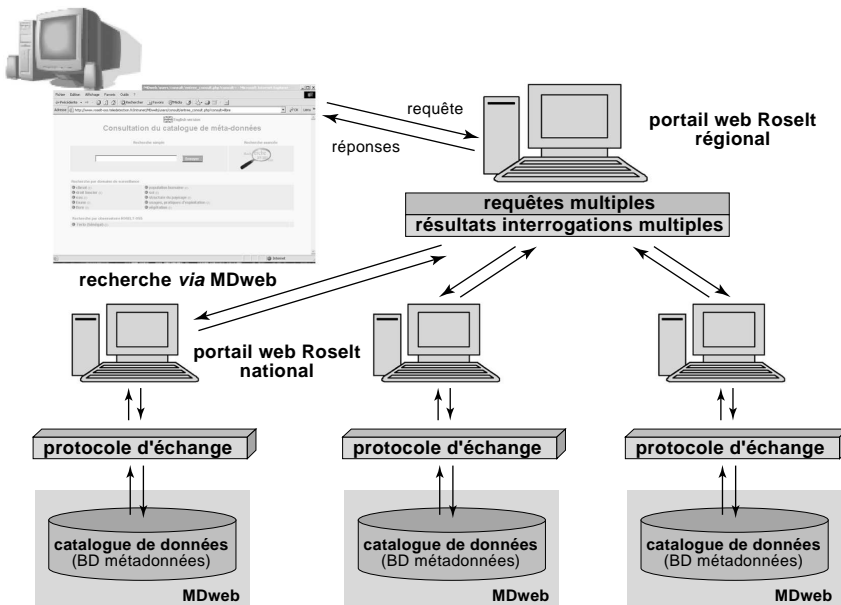 English version
Consultation du catalogue de méta-données
requête
réponses
portail web Roselt
régional
requêtes multiples
résultats interrogations multiples
recherche via MDweb
portail web Roselt
national
protocole d'échange
protocole d'échange
protocole d'échange
catalogue de données
(BD métadonnées)
MDweb
catalogue de données
(BD métadonnées)
MDweb
catalogue de données
(BD métadonnées)
MDweb